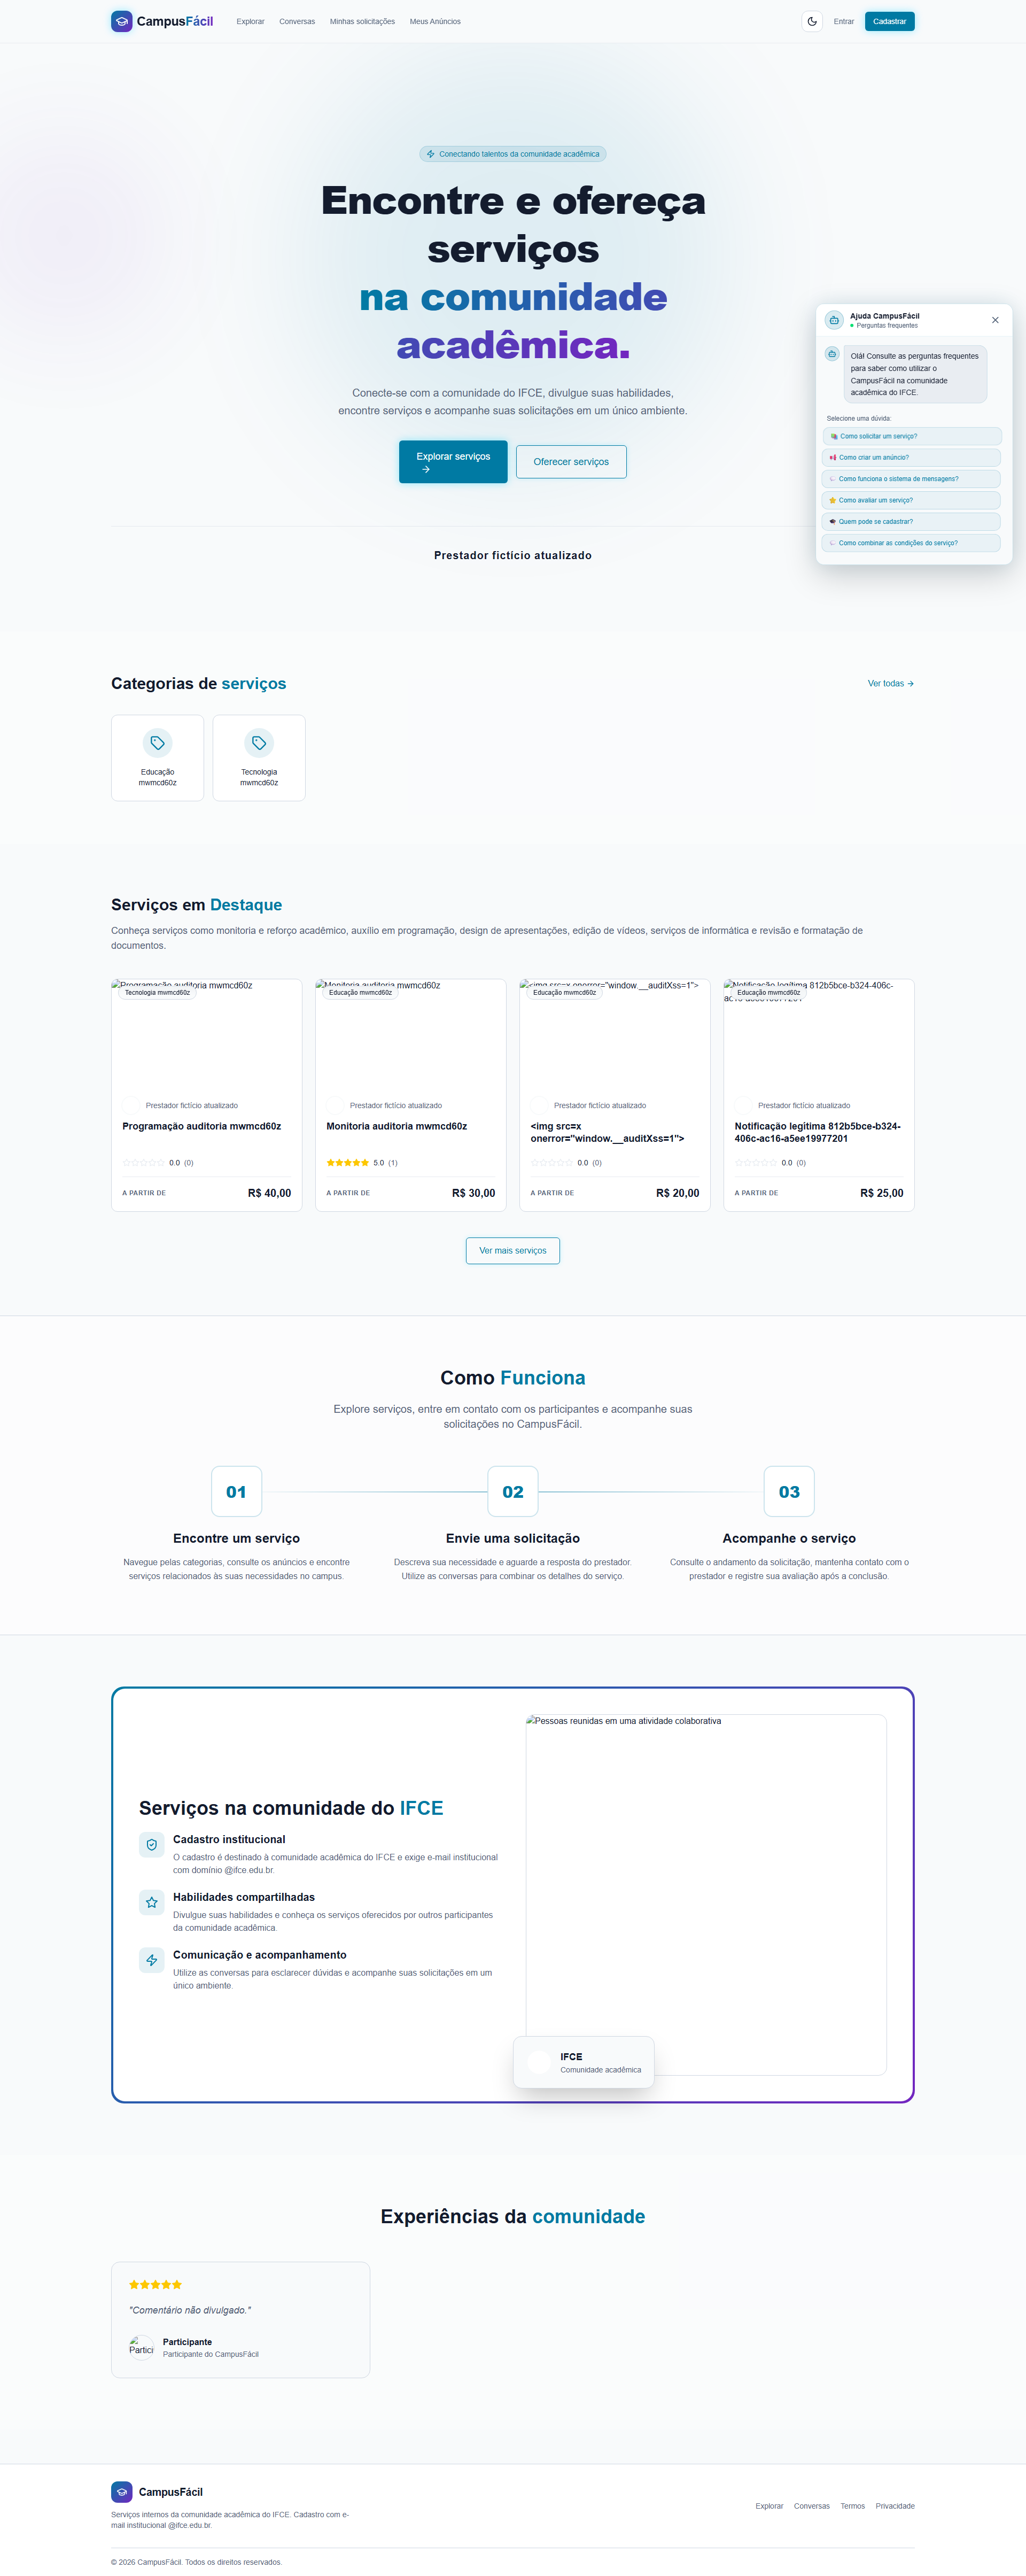 CampusFácil
Explorar
Conversas
Minhas solicitações
Meus Anúncios
Entrar
Cadastrar
Conectando talentos da comunidade acadêmica
Encontre e ofereça
serviços
na comunidade
acadêmica.
Conecte-se com a comunidade do IFCE, divulgue suas habilidades,
encontre serviços e acompanhe suas solicitações em um único ambiente.
Explorar serviços
→
Oferecer serviços
Prestador fictício atualizado
Ajuda CampusFácil
Perguntas frequentes
Olá! Consulte as perguntas frequentes
para saber como utilizar o
CampusFácil na comunidade
acadêmica do IFCE.
Selecione uma dúvida:
Como solicitar um serviço?
Como criar um anúncio?
Como funciona o sistema de mensagens?
Como avaliar um serviço?
Quem pode se cadastrar?
Como combinar as condições do serviço?
Categorias de serviços
Ver todas →
Educação
mwmcd60z
Tecnologia
mwmcd60z
Serviços em Destaque
Conheça serviços como monitoria e reforço acadêmico, auxílio em programação, design de apresentações, edição de vídeos, serviços de informática e revisão e formatação de
documentos.
Programação auditoria mwmcd60z
Tecnologia mwmcd60z
Prestador fictício atualizado
Programação auditoria mwmcd60z
0.0 (0)
A PARTIR DE
R$ 40,00
Monitoria auditoria mwmcd60z
Educação mwmcd60z
Prestador fictício atualizado
Monitoria auditoria mwmcd60z
5.0 (1)
A PARTIR DE
R$ 30,00
<img src=x onerror="window.__auditXss=1">
Educação mwmcd60z
Prestador fictício atualizado
<img src=x
onerror="window.__auditXss=1">
0.0 (0)
A PARTIR DE
R$ 20,00
Notificação legítima 812b5bce-b324-406c-
Educação mwmcd60z
Prestador fictício atualizado
Notificação legítima 812b5bce-b324-
406c-ac16-a5ee19977201
0.0 (0)
A PARTIR DE
R$ 25,00
Ver mais serviços
Como Funciona
Explore serviços, entre em contato com os participantes e acompanhe suas
solicitações no CampusFácil.
01
Encontre um serviço
Navegue pelas categorias, consulte os anúncios e encontre
serviços relacionados às suas necessidades no campus.
02
Envie uma solicitação
Descreva sua necessidade e aguarde a resposta do prestador.
Utilize as conversas para combinar os detalhes do serviço.
03
Acompanhe o serviço
Consulte o andamento da solicitação, mantenha contato com o
prestador e registre sua avaliação após a conclusão.
Serviços na comunidade do IFCE
Cadastro institucional
O cadastro é destinado à comunidade acadêmica do IFCE e exige e-mail institucional
com domínio @ifce.edu.br.
Habilidades compartilhadas
Divulgue suas habilidades e conheça os serviços oferecidos por outros participantes
da comunidade acadêmica.
Comunicação e acompanhamento
Utilize as conversas para esclarecer dúvidas e acompanhe suas solicitações em um
único ambiente.
Pessoas reunidas em uma atividade colaborativa
IFCE
Comunidade acadêmica
Experiências da comunidade
"Comentário não divulgado."
Partici
Participante
Participante do CampusFácil
CampusFácil
Serviços internos da comunidade acadêmica do IFCE. Cadastro com e-
mail institucional @ifce.edu.br.
Explorar
Conversas
Termos
Privacidade
© 2026 CampusFácil. Todos os direitos reservados.